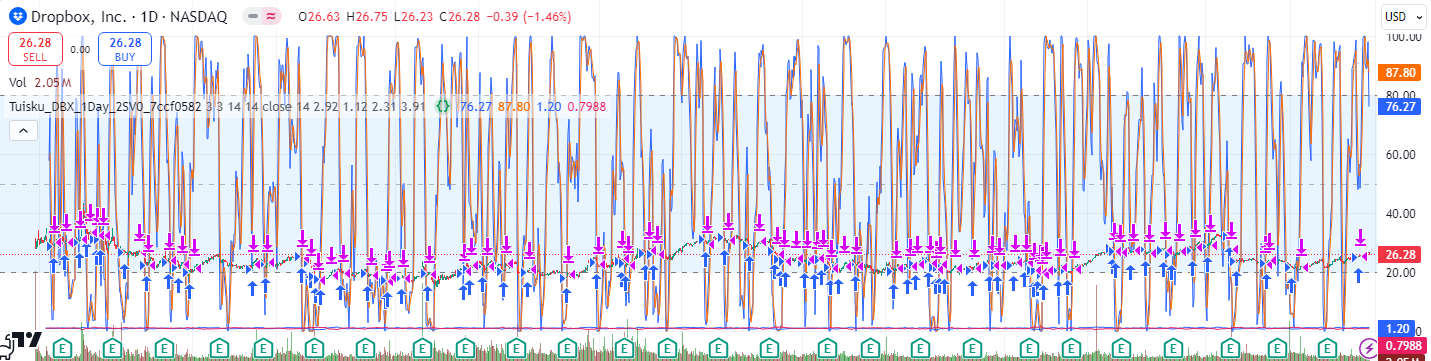 Dropbox, Inc. · 1D · NASDAQ O26.63 H26.75 L26.23 C26.28 −0.39 (−1.46%) USD
26.28 SELL 0.00 26.28 BUY
100.00
Vol 2.05M
87.80
80.00
Tuisku_DBX_1Day_2SV0_7ccf0582 3 3 14 14 close 14 2.92 1.12 2.31 3.91 {} 76.27 87.80 1.20 0.7988
76.27
60.00
40.00
26.28
20.00
1.20
0.7988
E E E E E E E E E E E E E E E E E E E E E E E E E E